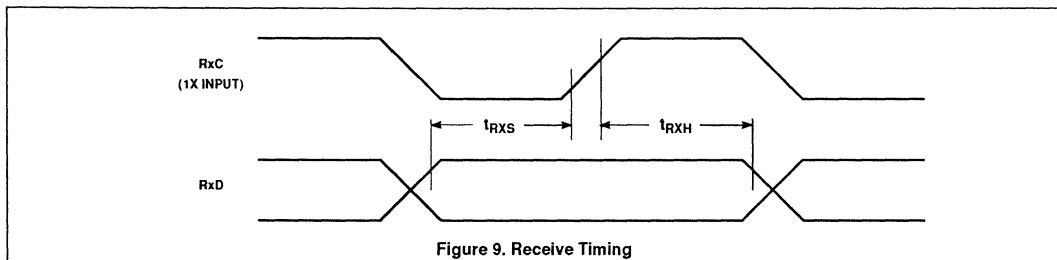 RxC
(1X INPUT)
tRXS
tRXH
RxD
Figure 9. Receive Timing